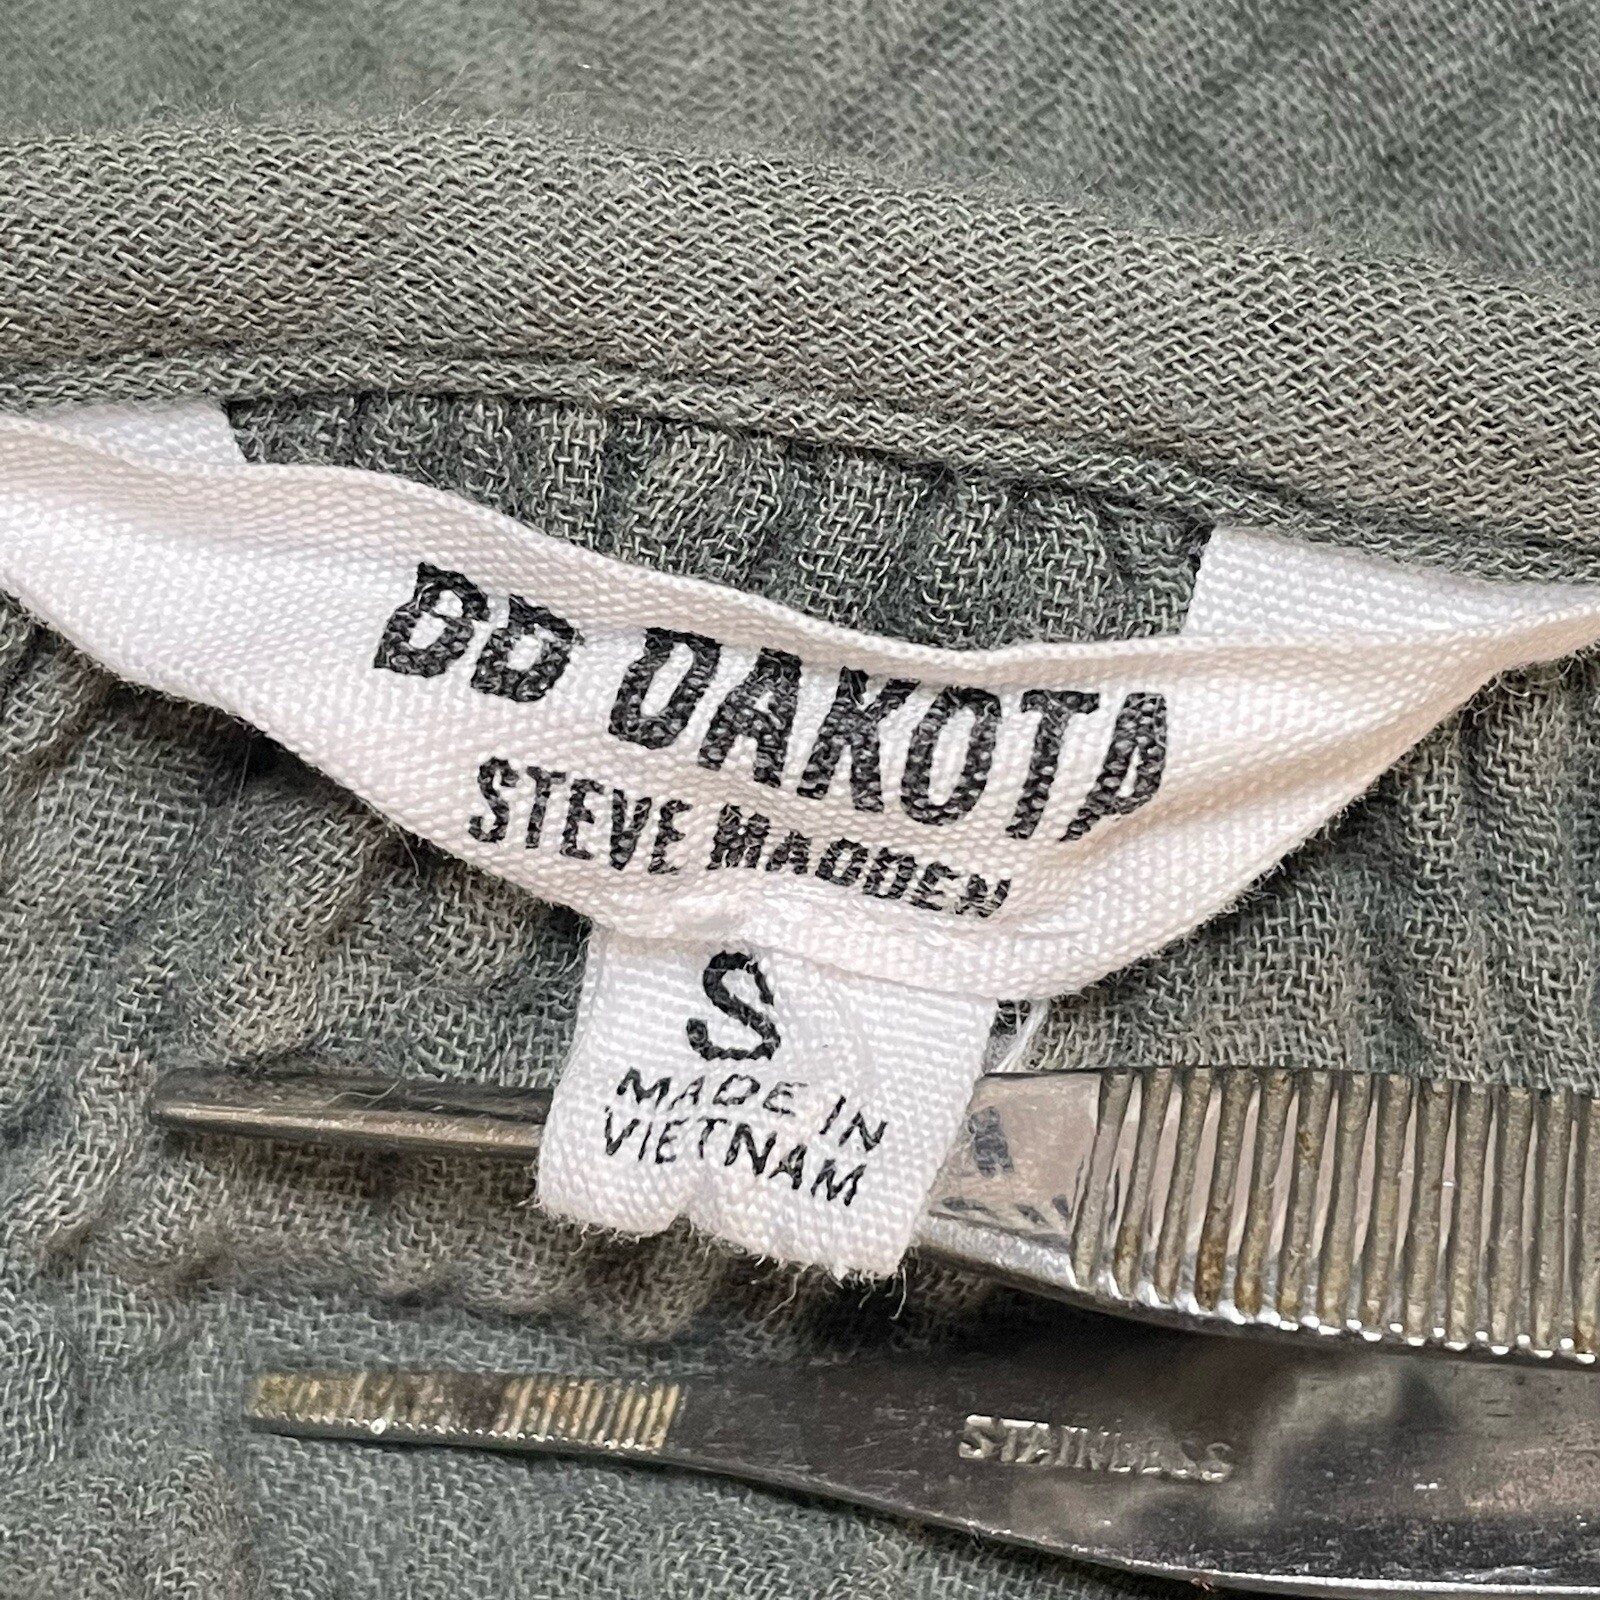 BB DAKOTA
STEVE MADDEN
S
MADE IN
VIETNAM
STAINLESS